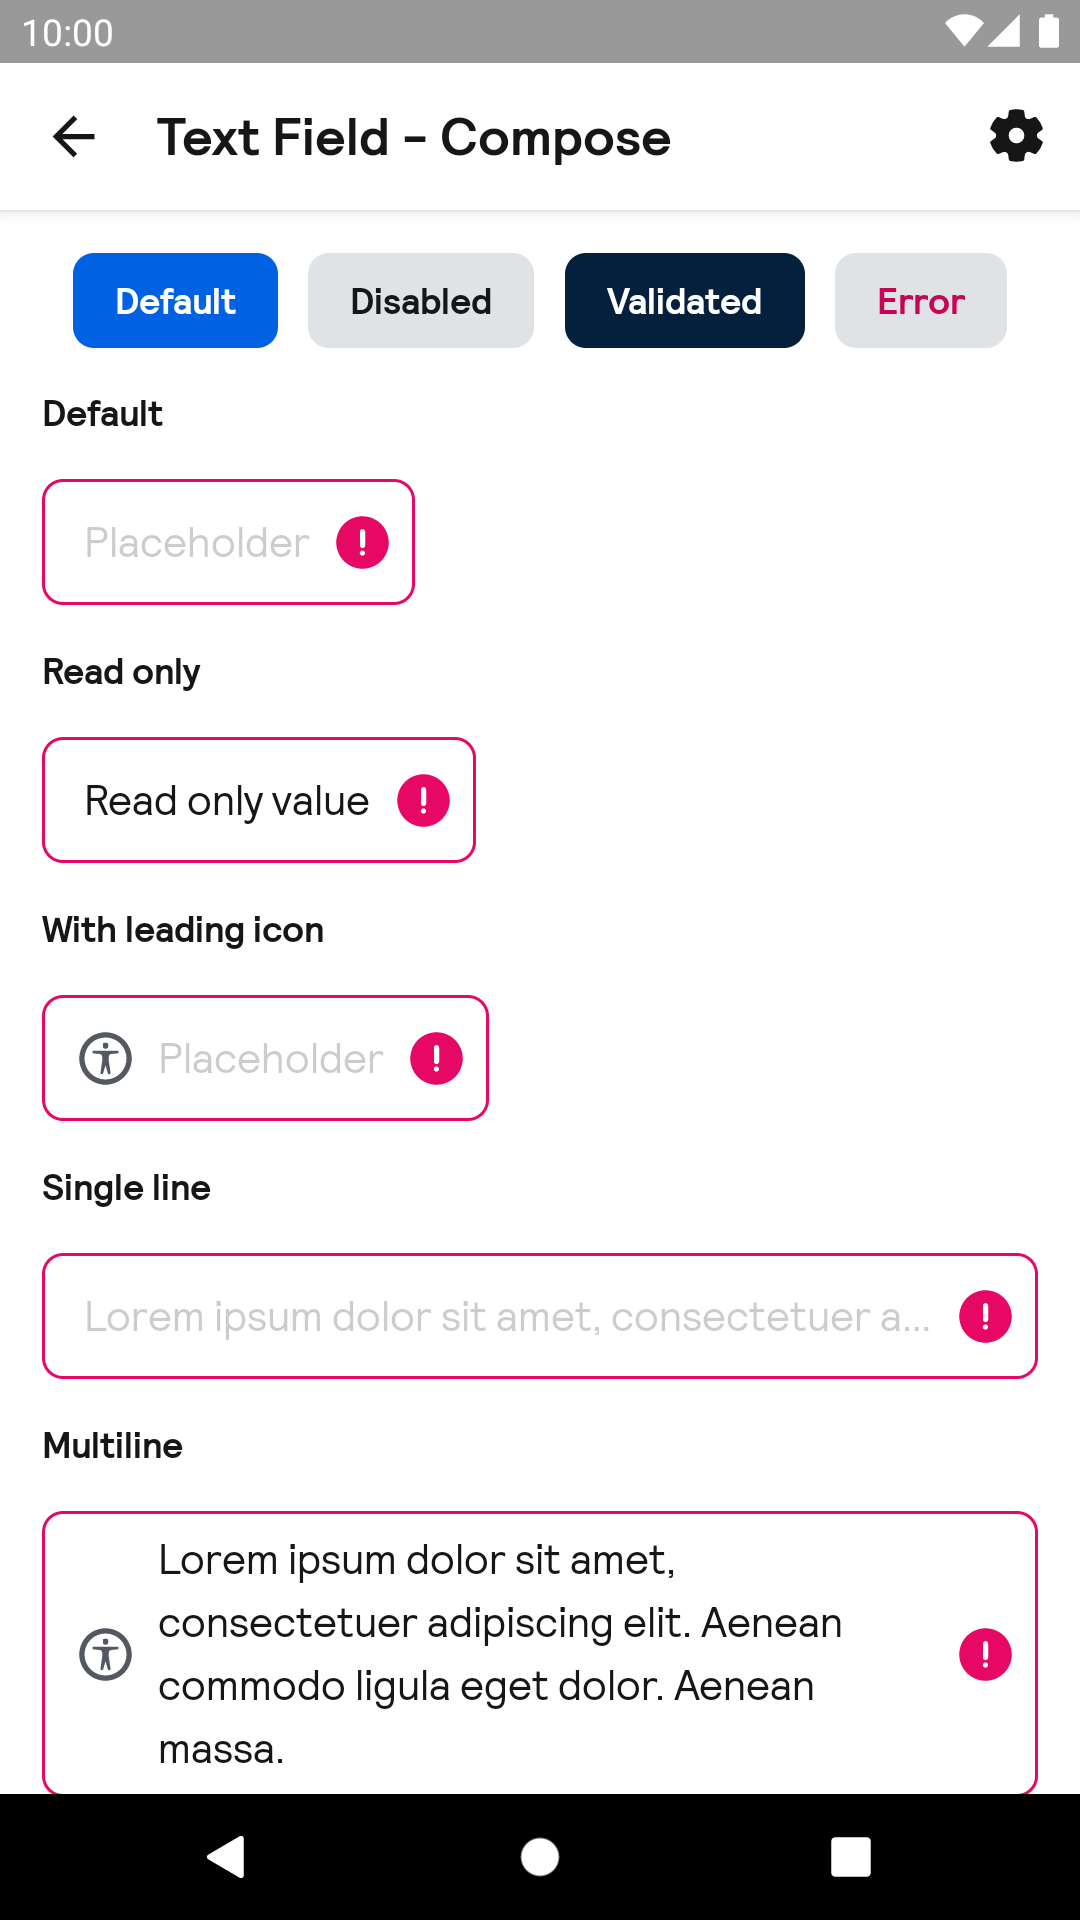 10:00
Text Field - Compose
Default Disabled Validated Error
Default
Placeholder
Read only
Read only value
With leading icon
Placeholder
Single line
Lorem ipsum dolor sit amet, consectetuer a...
Multiline
Lorem ipsum dolor sit amet,
consectetuer adipiscing elit. Aenean
commodo ligula eget dolor. Aenean
massa.